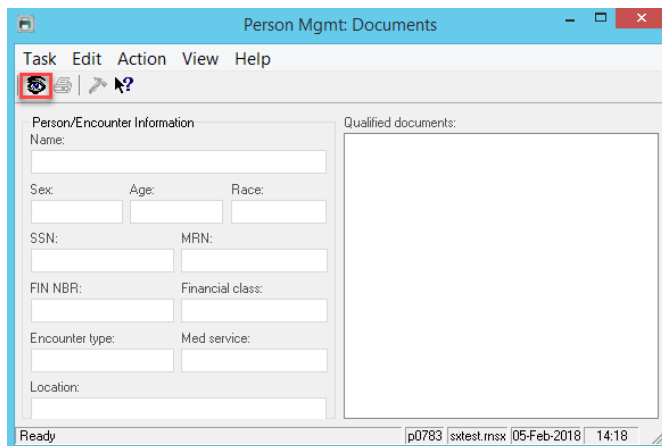 Person Mgmt: Documents
Task Edit Action View Help
Person/Encounter Information
Name:
Sex: Age: Race:
SSN: MRN:
FIN NBR: Financial class:
Encounter type: Med service:
Location:
Qualified documents:
Ready p0783 sxtest.rnsx 05-Feb-2018 14:18